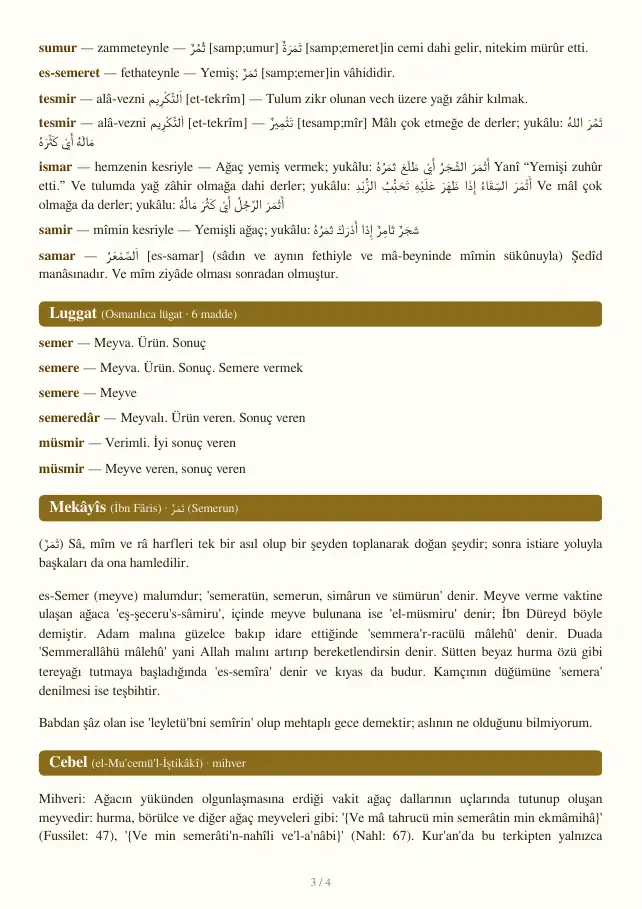 sumur — zammeteynle — ثُمُرٌ [samp;umur] ثَمَرَةٌ [samp;emeret]in cemi dahi gelir, nitekim mürûr etti.
es-semeret — fethateynle — Yemiş; ثَمَرٌ [samp;emer]in vâhididir.
tesmir — alâ-vezni اَلتَّكْرِيم [et-tekrîm] — Tulum zikr olunan vech üzere yağı zâhir kılmak.
tesmir — alâ-vezni اَلتَّكْرِيم [et-tekrîm] — تَثْمِيرٌ [tesamp;mîr] Mâlı çok etmeğe de derler; yukâlu: ثَمَّرَ اللهُ
مَالَهُ أَيْ كَثَّرَهُ
ismar — hemzenin kesriyle — Ağaç yemiş vermek; yukâlu: أَثْمَرَ الشَّجَرُ أَيْ طَلَعَ ثَمَرُهُ Yanî “Yemişi zuhûr
etti.” Ve tulumda yağ zâhir olmağa dahi derler; yukâlu: أَثْمَرَ السِّقَاءُ إِذَا ظَهَرَ عَلَيْهِ تَحَبُّبُ الزُّبْدِ Ve mâl çok
olmağa da derler; yukâlu: أَثْمَرَ الرَّجُلُ أَيْ كَثُرَ مَالُهُ
samir — mîmin kesriyle — Yemişli ağaç; yukâlu: شَجَرٌ ثَامِرٌ إِذَا أَدْرَكَ ثَمَرُهُ
samar — اَلصَّمْعَرُ [es-samar] (sâdın ve aynın fethiyle ve mâ-beyninde mîmin sükûnuyla) Şedîd
manâsınadır. Ve mîm ziyâde olması sonradan olmuştur.
Luggat (Osmanlıca lügat · 6 madde)
semer — Meyva. Ürün. Sonuç
semere — Meyva. Ürün. Sonuç. Semere vermek
semere — Meyve
semeredâr — Meyvalı. Ürün veren. Sonuç veren
müsmir — Verimli. İyi sonuç veren
müsmir — Meyve veren, sonuç veren
Mekâyîs (İbn Fâris) · ثَمَرٌ (Semerun)
(ثَمَرٌ) Sâ, mîm ve râ harfleri tek bir asıl olup bir şeyden toplanarak doğan şeydir; sonra istiare yoluyla
başkaları da ona hamledilir.
es-Semer (meyve) malumdur; 'semeratün, semerun, simârun ve sümürun' denir. Meyve verme vaktine
ulaşan ağaca 'eş-şeceru's-sâmiru', içinde meyve bulunana ise 'el-müsmiru' denir; İbn Düreyd böyle
demiştir. Adam malına güzelce bakıp idare ettiğinde 'semmera'r-racülü mâlehû' denir. Duada
'Semmerallâhü mâlehû' yani Allah malını artırıp bereketlendirsin denir. Sütten beyaz hurma özü gibi
tereyağı tutmaya başladığında 'es-semîra' denir ve kıyas da budur. Kamçının düğümüne 'semera'
denilmesi ise teşbihtir.
Babdan şâz olan ise 'leyletü'bni semîrin' olup mehtaplı gece demektir; aslının ne olduğunu bilmiyorum.
Cebel (el-Mu'cemü'l-İştikâkî) · mihver
Mihveri: Ağacın yükünden olgunlaşmasına erdiği vakit ağaç dallarının uçlarında tutunup oluşan
meyvedir: hurma, börülce ve diğer ağaç meyveleri gibi: '{Ve mâ tahrucü min semerâtin min ekmâmihâ}'
(Fussilet: 47), '{Ve min semerâti'n-nahîli ve'l-a'nâbi}' (Nahl: 67). Kur'an'da bu terkipten yalnızca
3 / 4